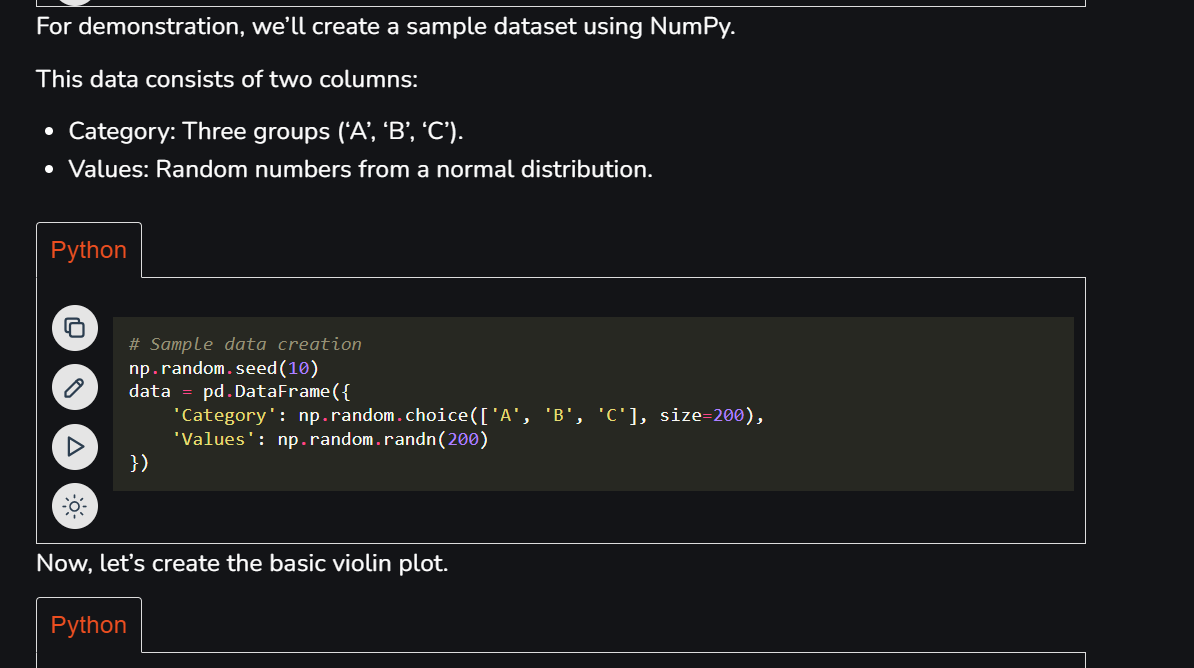 For demonstration, we’ll create a sample dataset using NumPy.
This data consists of two columns:
• Category: Three groups (‘A’, ‘B’, ‘C’).
• Values: Random numbers from a normal distribution.
Python
# Sample data creation
np.random.seed(10)
data = pd.DataFrame({
    'Category': np.random.choice(['A', 'B', 'C'], size=200),
    'Values': np.random.randn(200)
})
Now, let’s create the basic violin plot.
Python